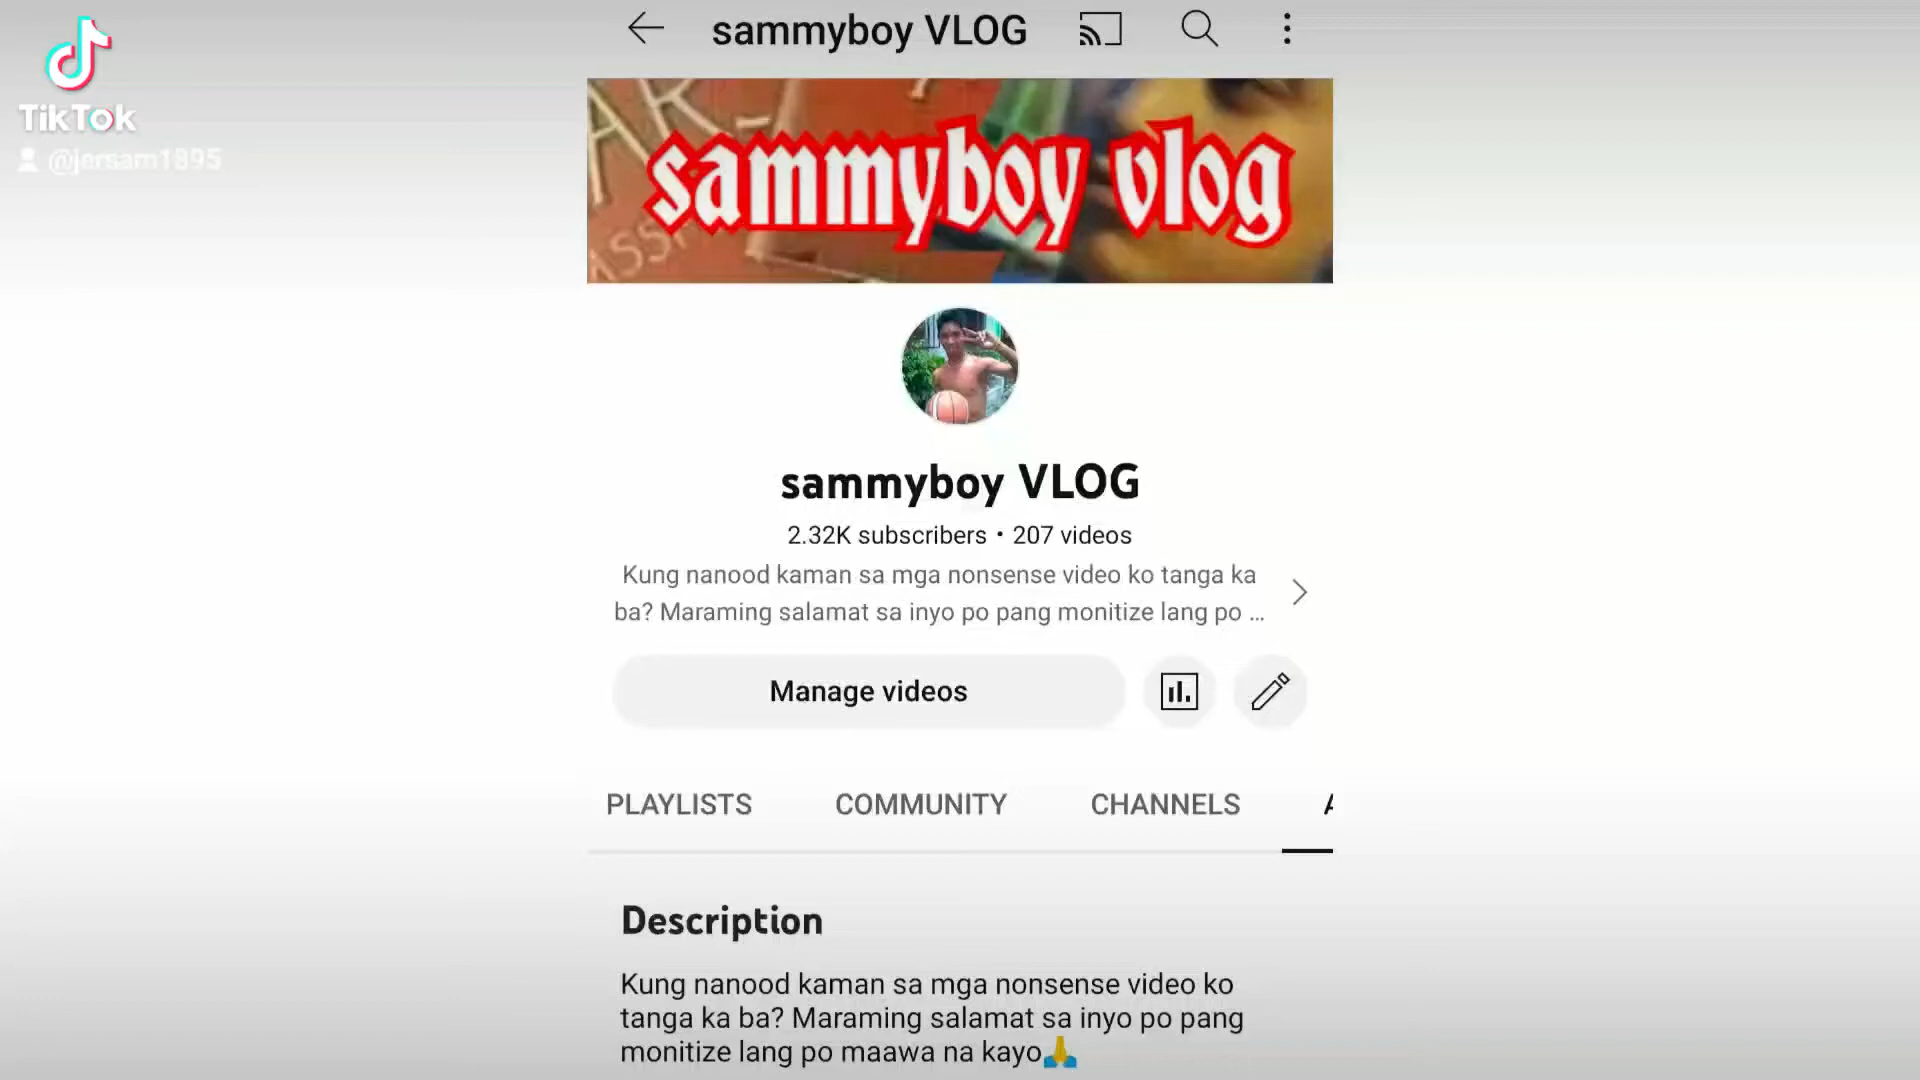 TikTok
@jersam1895
sammyboy VLOG
sammyboy vlog
sammyboy VLOG
2.32K subscribers • 207 videos
Kung nanood kaman sa mga nonsense video ko tanga ka
ba? Maraming salamat sa inyo po pang monitize lang po ...
Manage videos
PLAYLISTS COMMUNITY CHANNELS A
Description
Kung nanood kaman sa mga nonsense video ko
tanga ka ba? Maraming salamat sa inyo po pang
monitize lang po maawa na kayo🙏